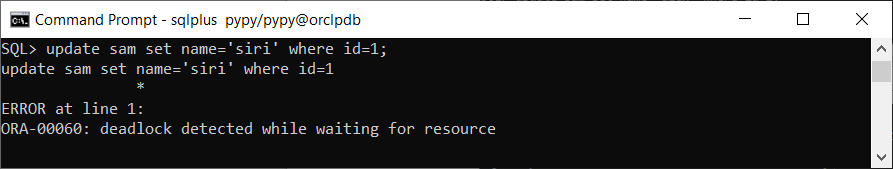 Command Prompt - sqlplus  pypy/pypy@orclpdb
SQL> update sam set name='siri' where id=1;
update sam set name='siri' where id=1
              *
ERROR at line 1:
ORA-00060: deadlock detected while waiting for resource